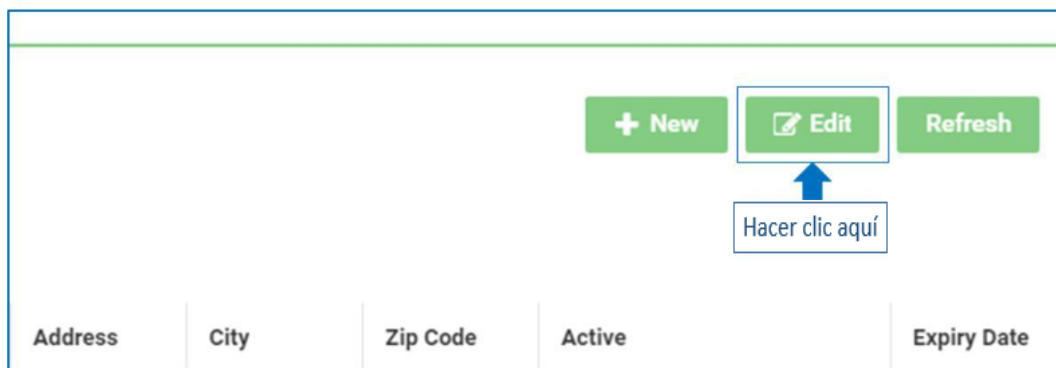 New Edit Refresh
Hacer clic aquí
Address City Zip Code Active Expiry Date